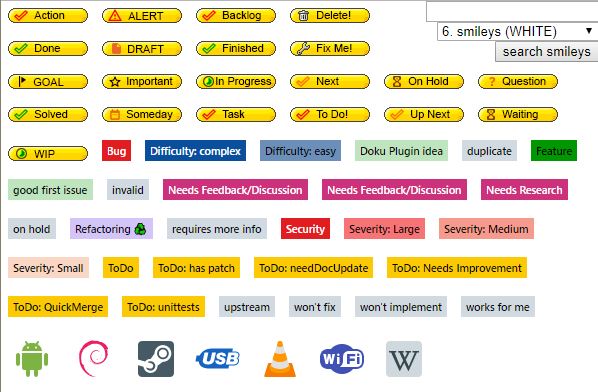 Action ALERT Backlog Delete!
6. smileys (WHITE)
Done DRAFT Finished Fix Me! search smileys
GOAL Important In Progress Next On Hold Question
Solved Someday Task To Do! Up Next Waiting
WIP Bug Difficulty: complex Difficulty: easy Doku Plugin idea duplicate Feature
good first issue invalid Needs Feedback/Discussion Needs Feedback/Discussion Needs Research
on hold Refactoring requires more info Security Severity: Large Severity: Medium
Severity: Small ToDo ToDo: has patch ToDo: needDocUpdate ToDo: Needs Improvement
ToDo: QuickMerge ToDo: unittests upstream won't fix won't implement works for me
USB WiFi W